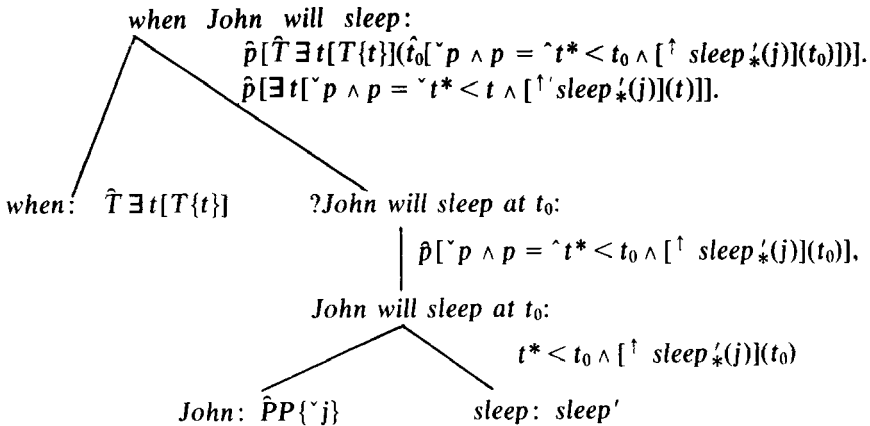 when John will sleep:
p̂[T̂∃t[T{t}](t̂₀[ˇp ∧ p = ˆt* < t₀ ∧ [↑ sleep′∗(j)](t₀)])].
p̂[∃t[ˇp ∧ p = ˇt* < t ∧ [↑′ sleep′∗(j)](t)]].
when: T̂∃t[T{t}] ?John will sleep at t₀:
p̂[ˇp ∧ p = ˆt* < t₀ ∧ [↑ sleep′∗(j)](t₀)],
John will sleep at t₀:
t* < t₀ ∧ [↑ sleep′∗(j)](t₀)
John: P̂P{ˇj} sleep: sleep′